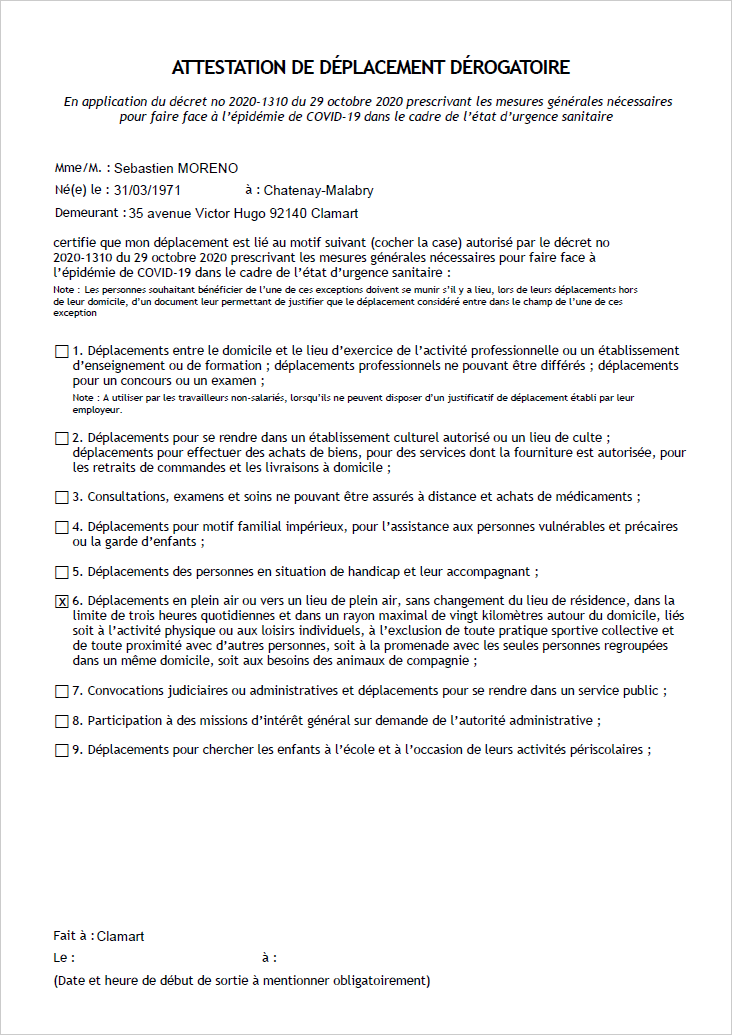 ATTESTATION DE DÉPLACEMENT DÉROGATOIRE
En application du décret no 2020-1310 du 29 octobre 2020 prescrivant les mesures générales nécessaires
pour faire face à l'épidémie de COVID-19 dans le cadre de l'état d'urgence sanitaire
Mme/M. : Sebastien MORENO
Né(e) le : 31/03/1971 à : Chatenay-Malabry
Demeurant : 35 avenue Victor Hugo 92140 Clamart
certifie que mon déplacement est lié au motif suivant (cocher la case) autorisé par le décret no
2020-1310 du 29 octobre 2020 prescrivant les mesures générales nécessaires pour faire face à
l'épidémie de COVID-19 dans le cadre de l'état d'urgence sanitaire :
Note : Les personnes souhaitant bénéficier de l'une de ces exceptions doivent se munir s'il y a lieu, lors de leurs déplacements hors
de leur domicile, d'un document leur permettant de justifier que le déplacement considéré entre dans le champ de l'une de ces
exception
1. Déplacements entre le domicile et le lieu d'exercice de l'activité professionnelle ou un établissement
d'enseignement ou de formation ; déplacements professionnels ne pouvant être différés ; déplacements
pour un concours ou un examen ;
Note : A utiliser par les travailleurs non-salariés, lorsqu'ils ne peuvent disposer d'un justificatif de déplacement établi par leur
employeur.
2. Déplacements pour se rendre dans un établissement culturel autorisé ou un lieu de culte ;
déplacements pour effectuer des achats de biens, pour des services dont la fourniture est autorisée, pour
les retraits de commandes et les livraisons à domicile ;
3. Consultations, examens et soins ne pouvant être assurés à distance et achats de médicaments ;
4. Déplacements pour motif familial impérieux, pour l'assistance aux personnes vulnérables et précaires
ou la garde d'enfants ;
5. Déplacements des personnes en situation de handicap et leur accompagnant ;
X 6. Déplacements en plein air ou vers un lieu de plein air, sans changement du lieu de résidence, dans la
limite de trois heures quotidiennes et dans un rayon maximal de vingt kilomètres autour du domicile, liés
soit à l'activité physique ou aux loisirs individuels, à l'exclusion de toute pratique sportive collective et
de toute proximité avec d'autres personnes, soit à la promenade avec les seules personnes regroupées
dans un même domicile, soit aux besoins des animaux de compagnie ;
7. Convocations judiciaires ou administratives et déplacements pour se rendre dans un service public ;
8. Participation à des missions d'intérêt général sur demande de l'autorité administrative ;
9. Déplacements pour chercher les enfants à l'école et à l'occasion de leurs activités périscolaires ;
Fait à : Clamart
Le : à :
(Date et heure de début de sortie à mentionner obligatoirement)